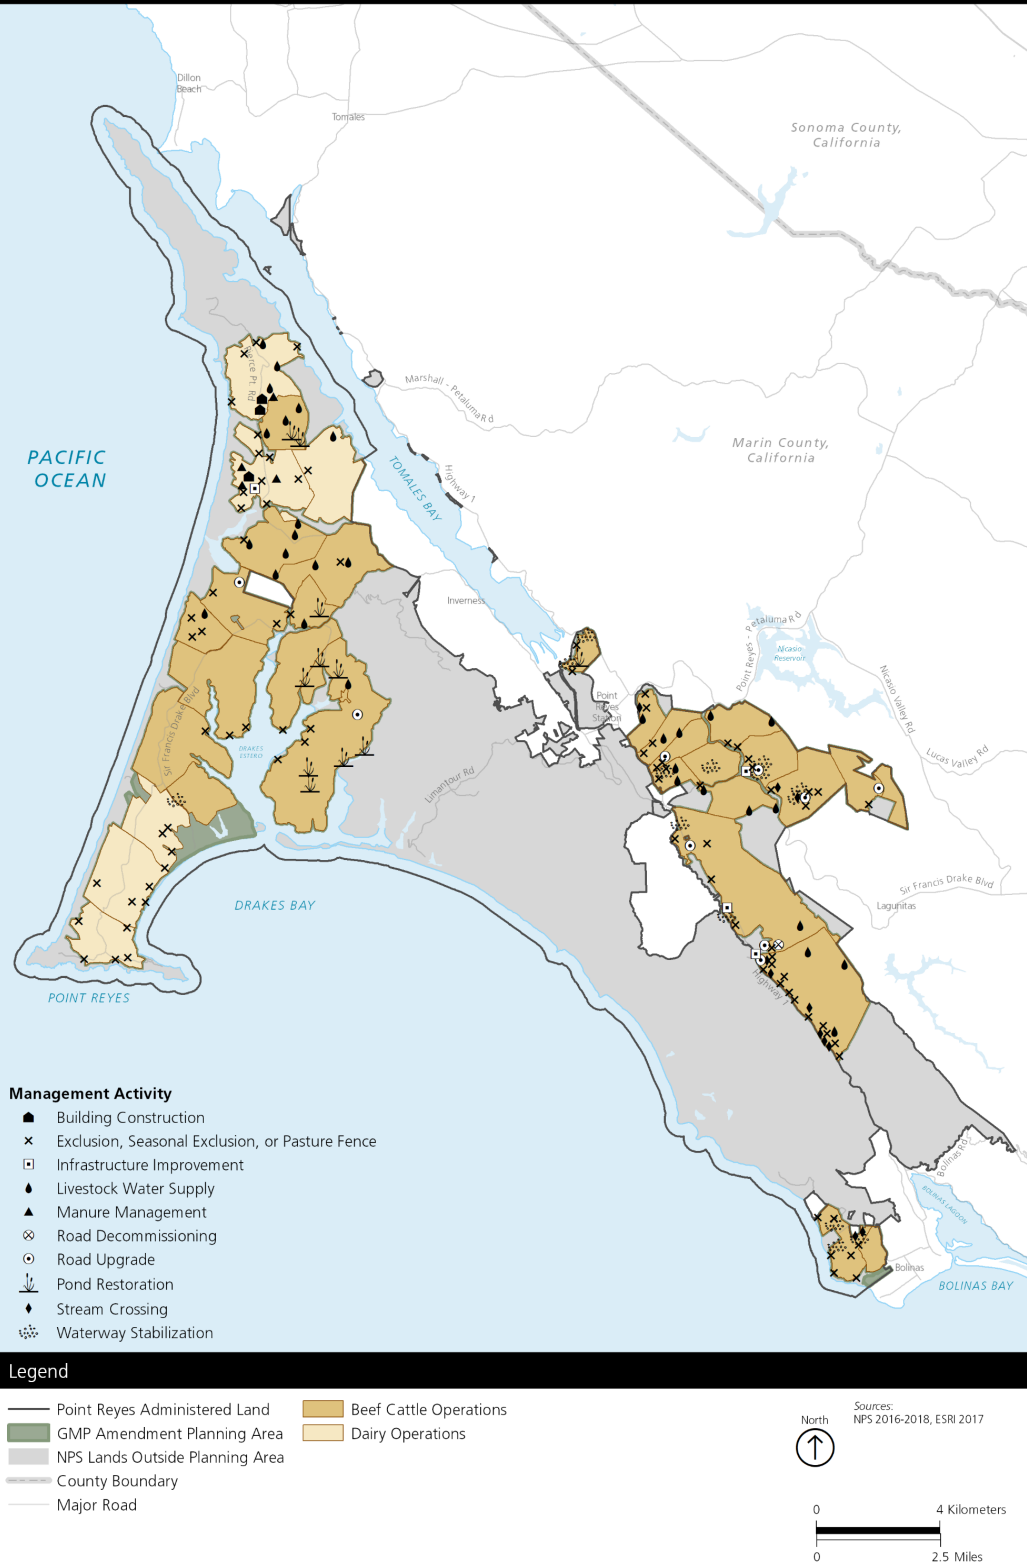 Dillon
Beach
Tomales
Sonoma County,
California
Pierce Pt. Rd
Marshall - Petaluma Rd
PACIFIC
OCEAN
TOMALES BAY
Highway 1
Marin County,
California
Inverness
Point Reyes - Petaluma Rd
Nicasio
Reservoir
Nicasio Valley Rd
Point
Reyes
Station
Sir Francis Drake Blvd
DRAKES
ESTERO
Limantour Rd
Lucas Valley Rd
Sir Francis Drake Blvd
Lagunitas
DRAKES BAY
Highway 1
POINT REYES
Bolinas Rd
BOLINAS LAGOON
Bolinas
BOLINAS BAY
Management Activity
Building Construction
Exclusion, Seasonal Exclusion, or Pasture Fence
Infrastructure Improvement
Livestock Water Supply
Manure Management
Road Decommissioning
Road Upgrade
Pond Restoration
Stream Crossing
Waterway Stabilization
Legend
Point Reyes Administered Land
GMP Amendment Planning Area
NPS Lands Outside Planning Area
County Boundary
Major Road
Beef Cattle Operations
Dairy Operations
North
Sources:
NPS 2016-2018, ESRI 2017
0 4 Kilometers
0 2.5 Miles